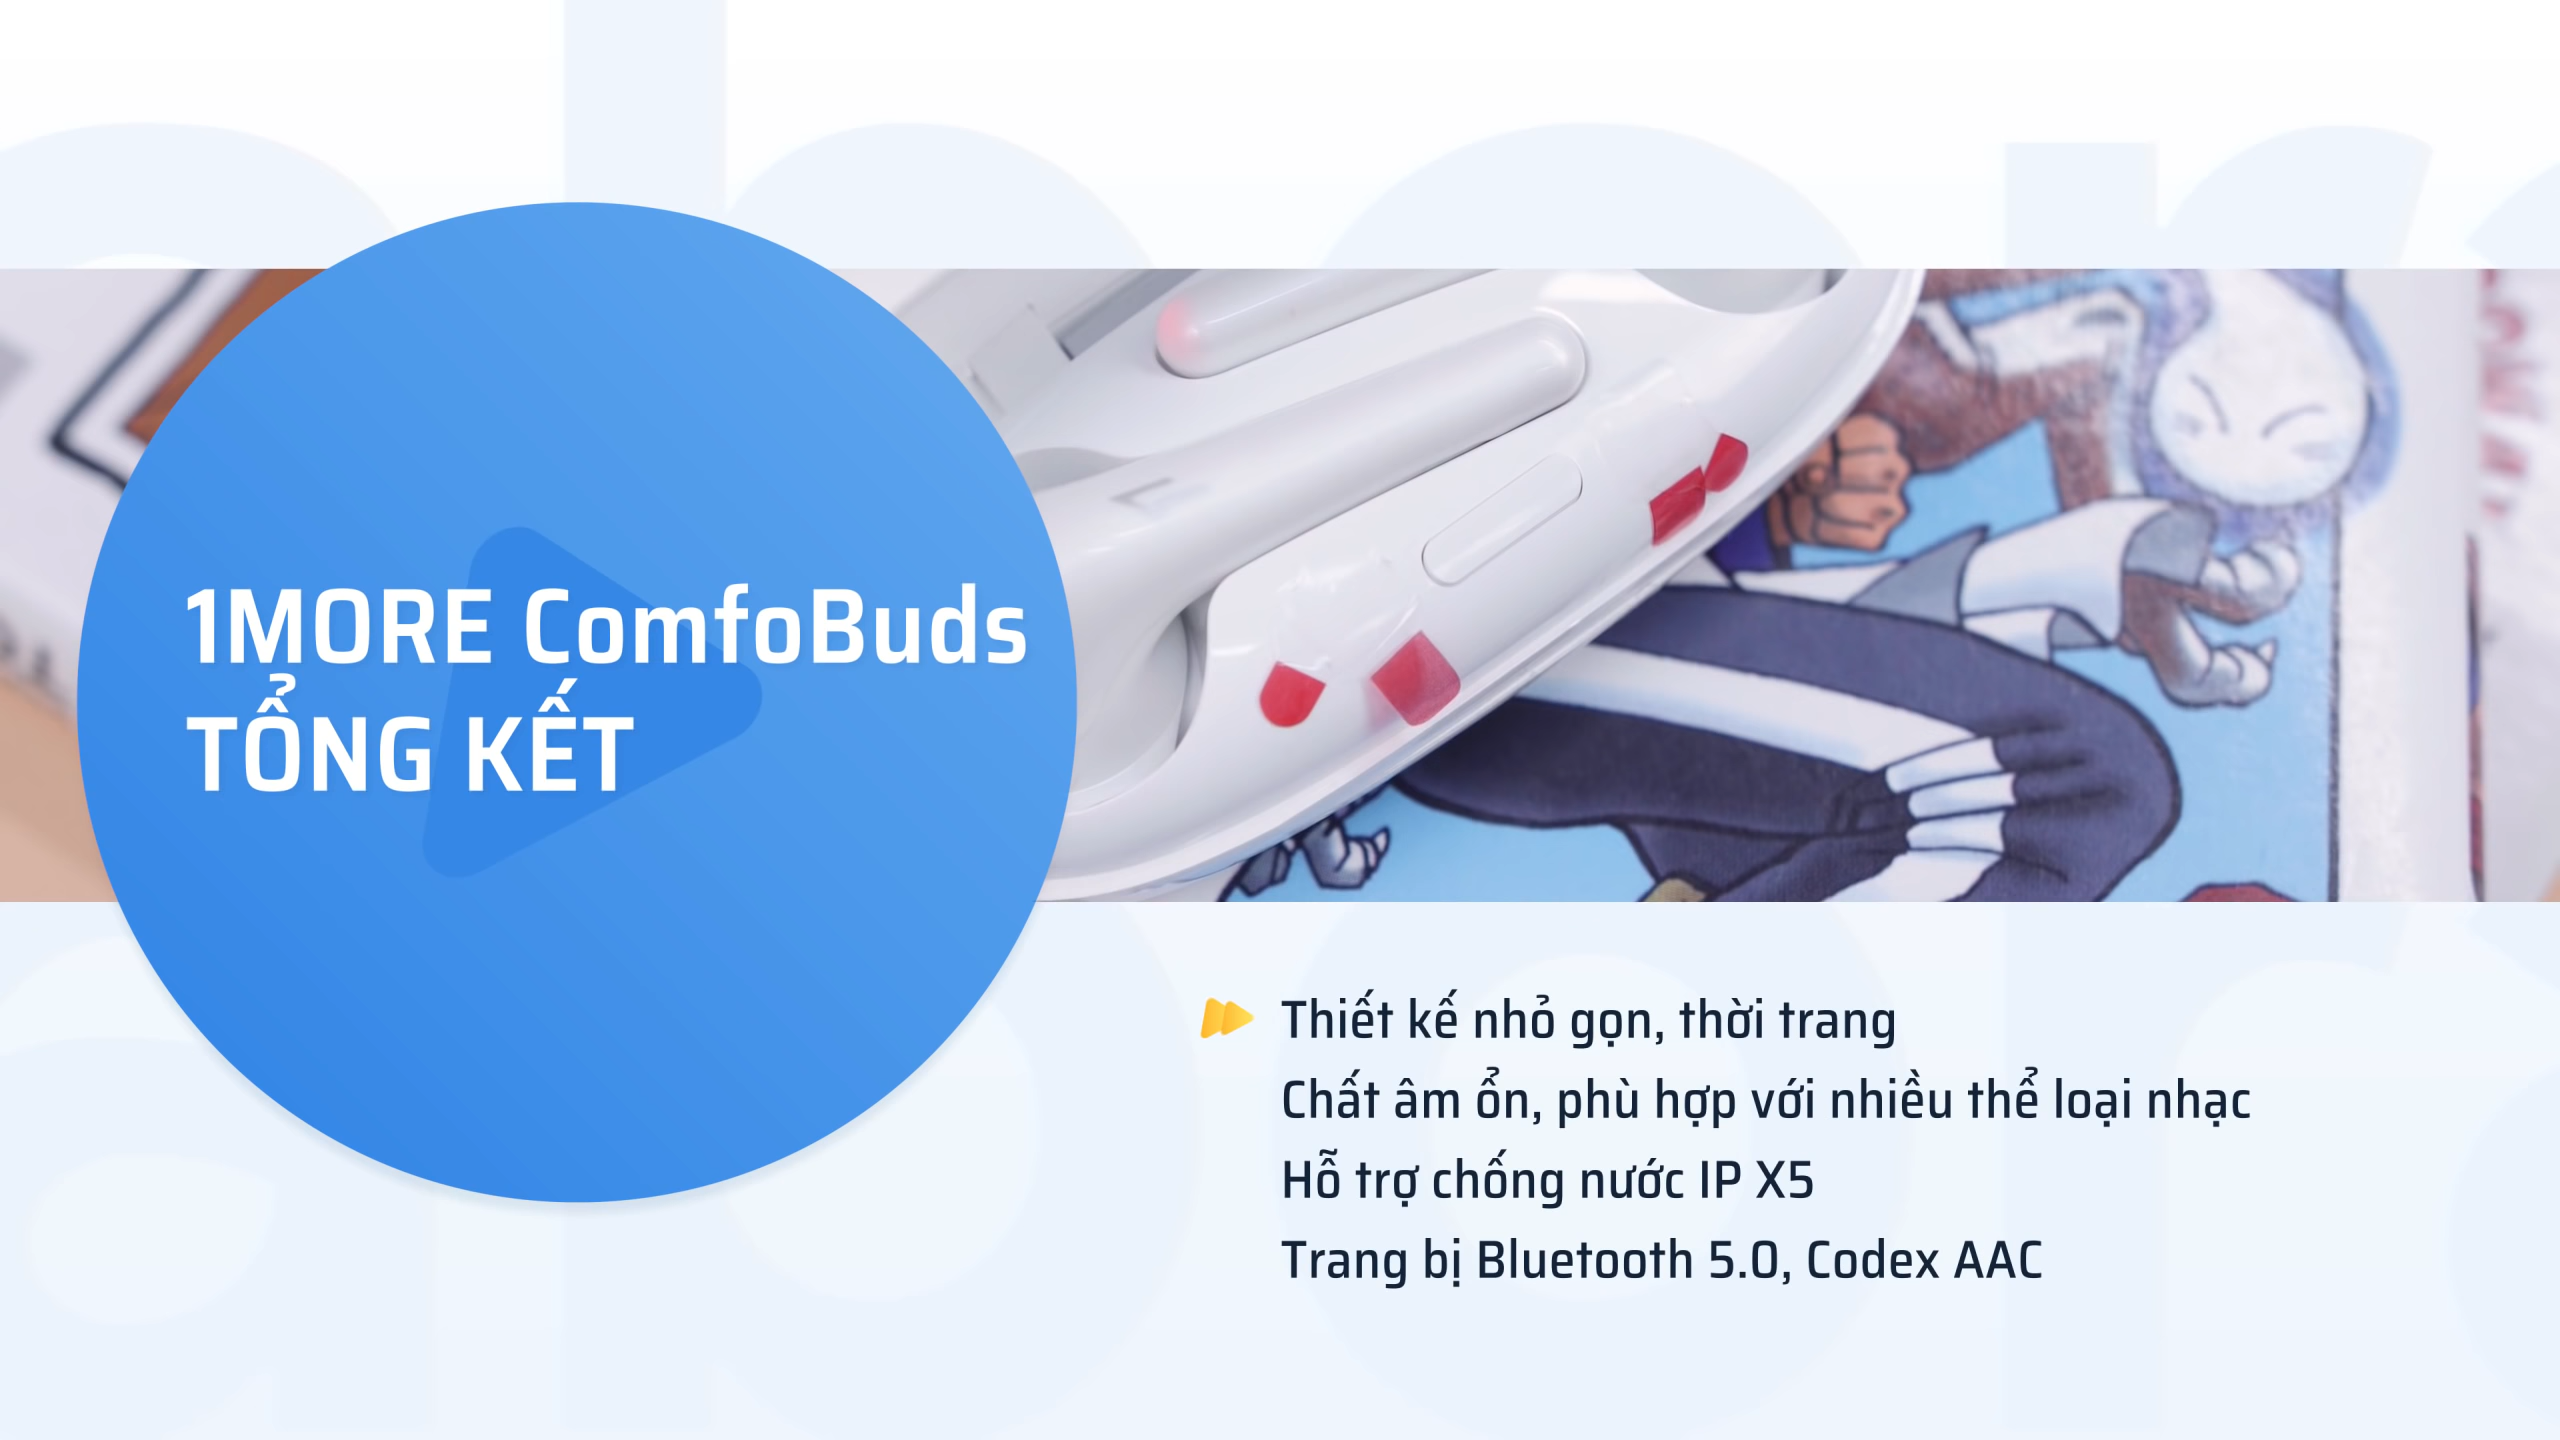 1MORE ComfoBuds
TỔNG KẾT
Thiết kế nhỏ gọn, thời trang
Chất âm ổn, phù hợp với nhiều thể loại nhạc
Hỗ trợ chống nước IP X5
Trang bị Bluetooth 5.0, Codex AAC